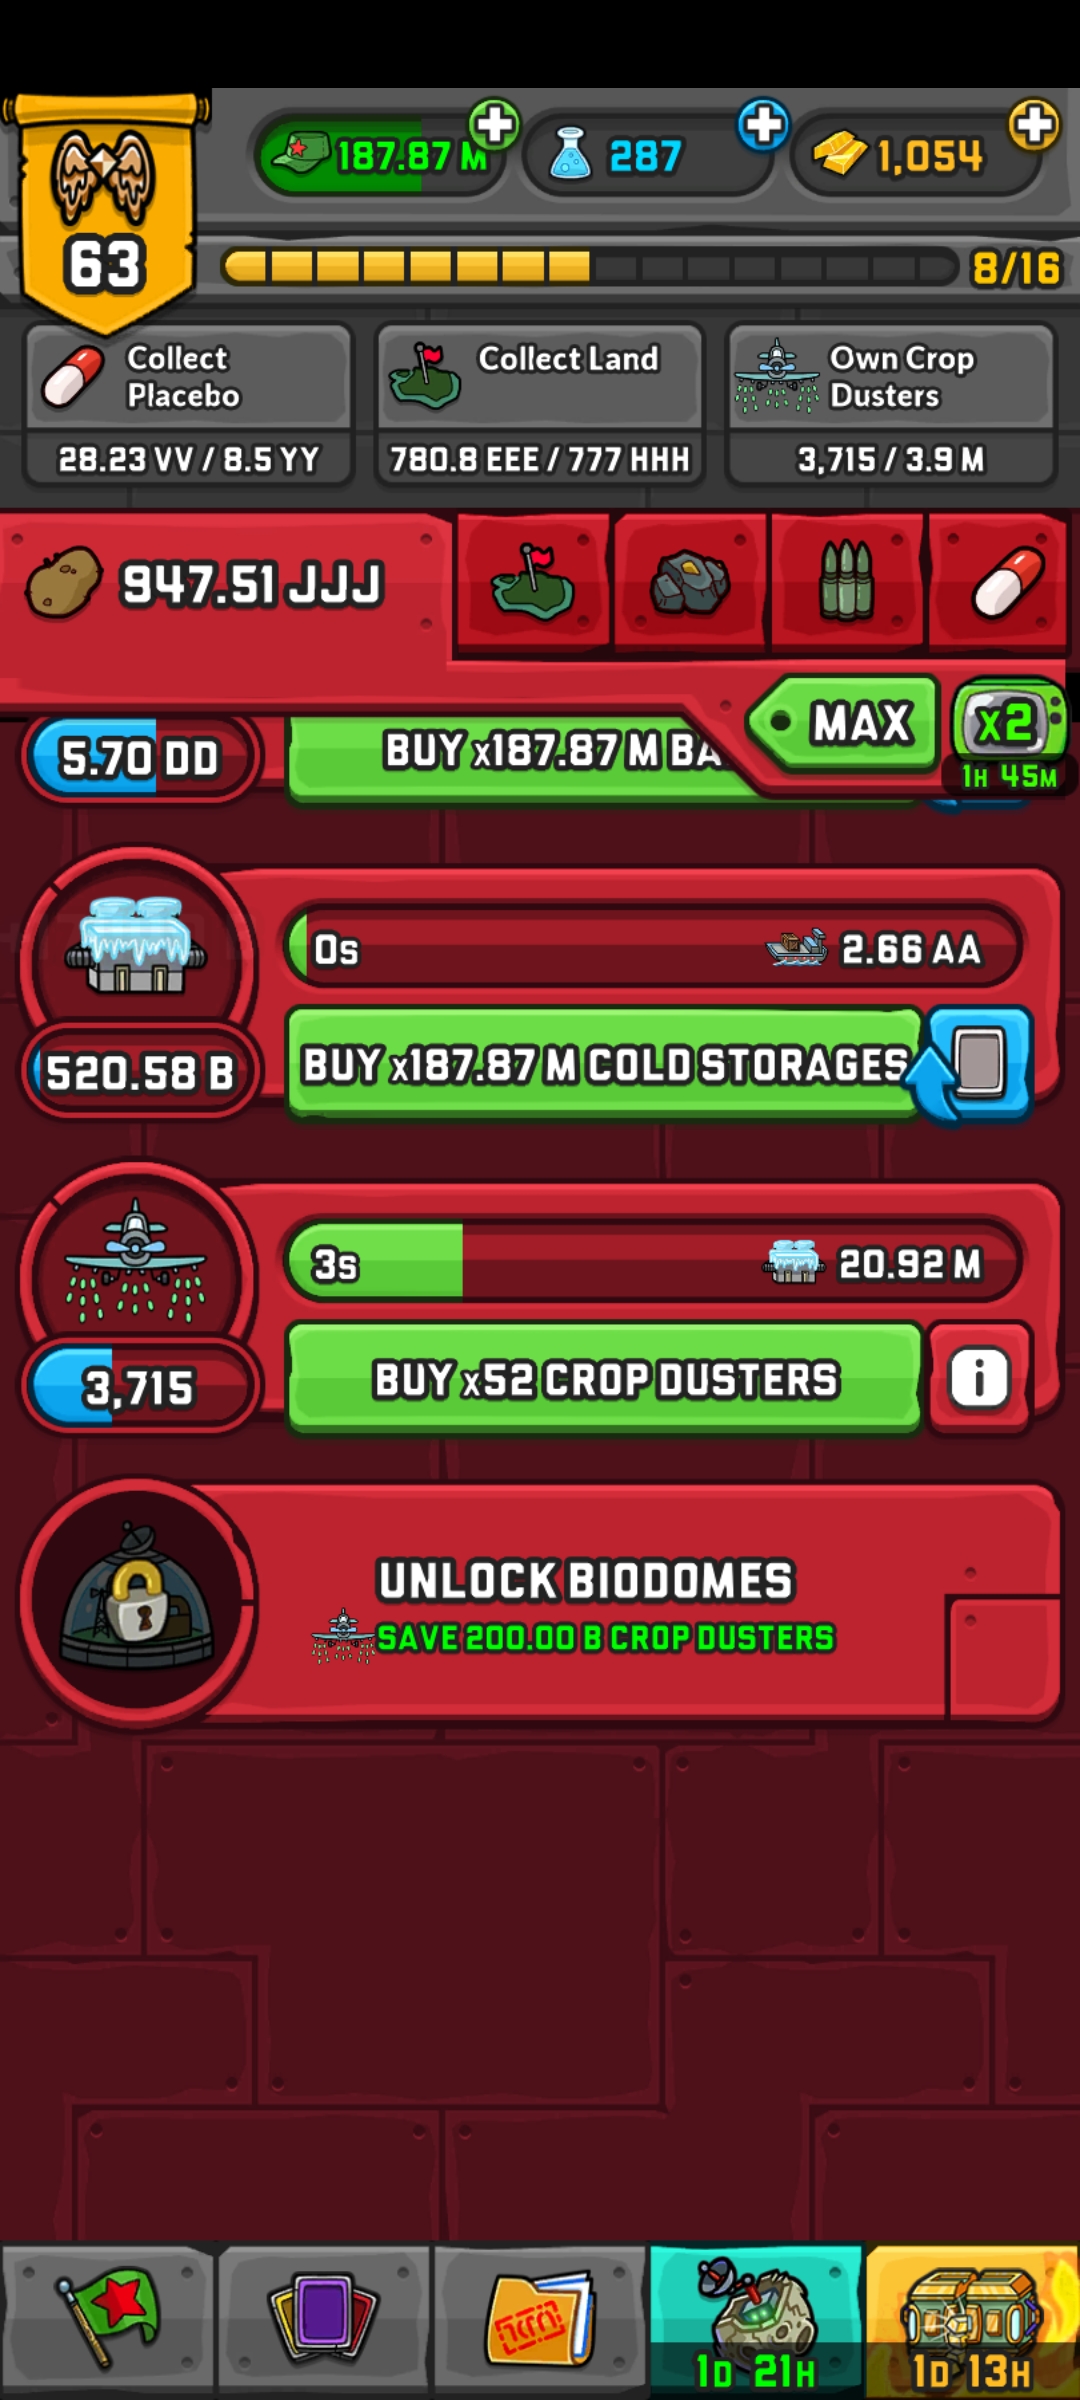 187.87 M
287
1,054
63
8/16
Collect
Placebo
28.23 VV / 8.5 YY
Collect Land
780.8 EEE / 777 HHH
Own Crop
Dusters
3,715 / 3.9 M
947.51 JJJ
MAX
x2
1H 45M
5.70 DD
BUY x187.87 M BA
0s
2.66 AA
520.58 B
BUY x187.87 M COLD STORAGES
3s
20.92 M
3,715
BUY x52 CROP DUSTERS
i
UNLOCK BIODOMES
SAVE 200.00 B CROP DUSTERS
1D 21H
1D 13H